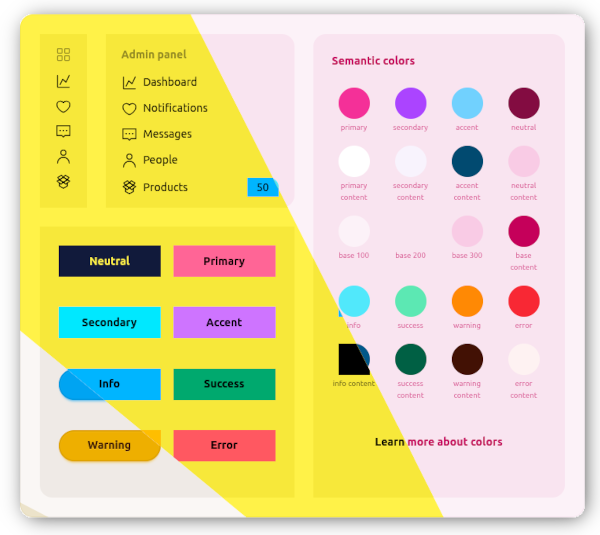 Admin panel
Dashboard
Notifications
Messages
People
Products 50
Neutral Primary
Secondary Accent
Info Success
Warning Error
Semantic colors
primary secondary accent neutral
primary content secondary content accent content neutral content
base 100 base 200 base 300 base content
info success warning error
info content success content warning content error content
Learn more about colors